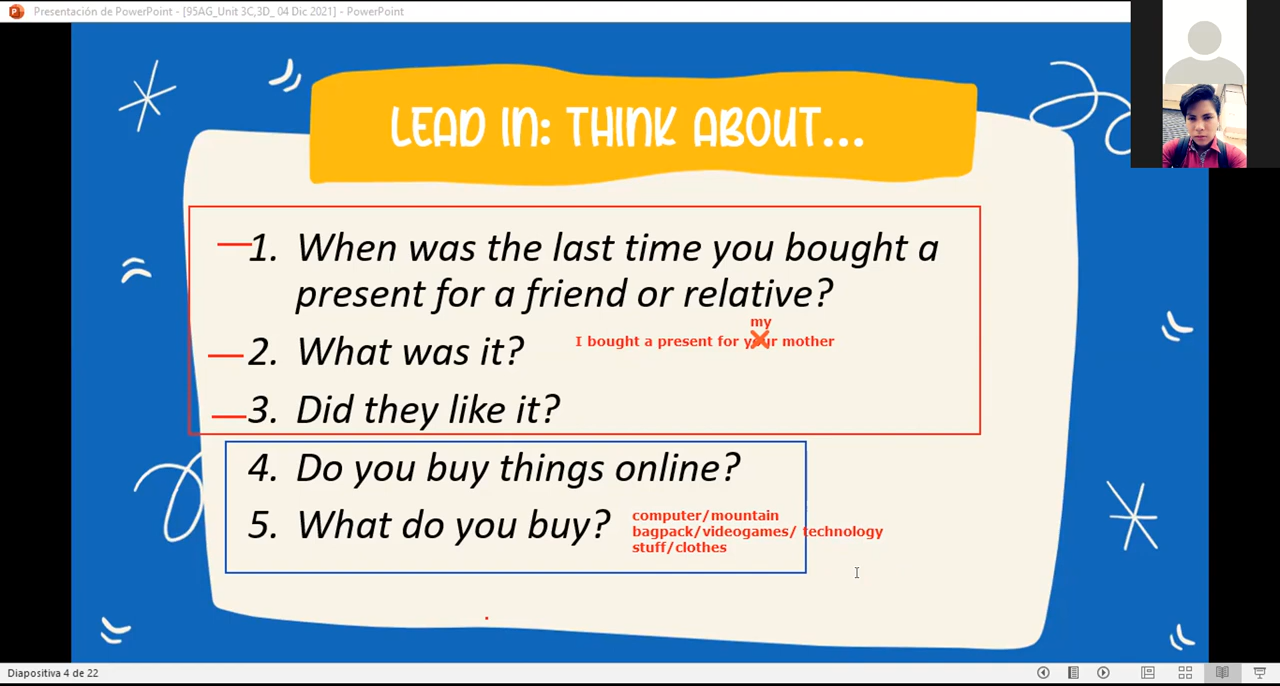 Presentación de PowerPoint - [95AG_Unit 3C,3D_ 04 Dic 2021] - PowerPoint
LEAD IN: THINK ABOUT...
1. When was the last time you bought a
present for a friend or relative?
my
2. What was it?
I bought a present for your mother
3. Did they like it?
4. Do you buy things online?
5. What do you buy?
computer/mountain
bagpack/videogames/ technology
stuff/clothes
Diapositiva 4 de 22